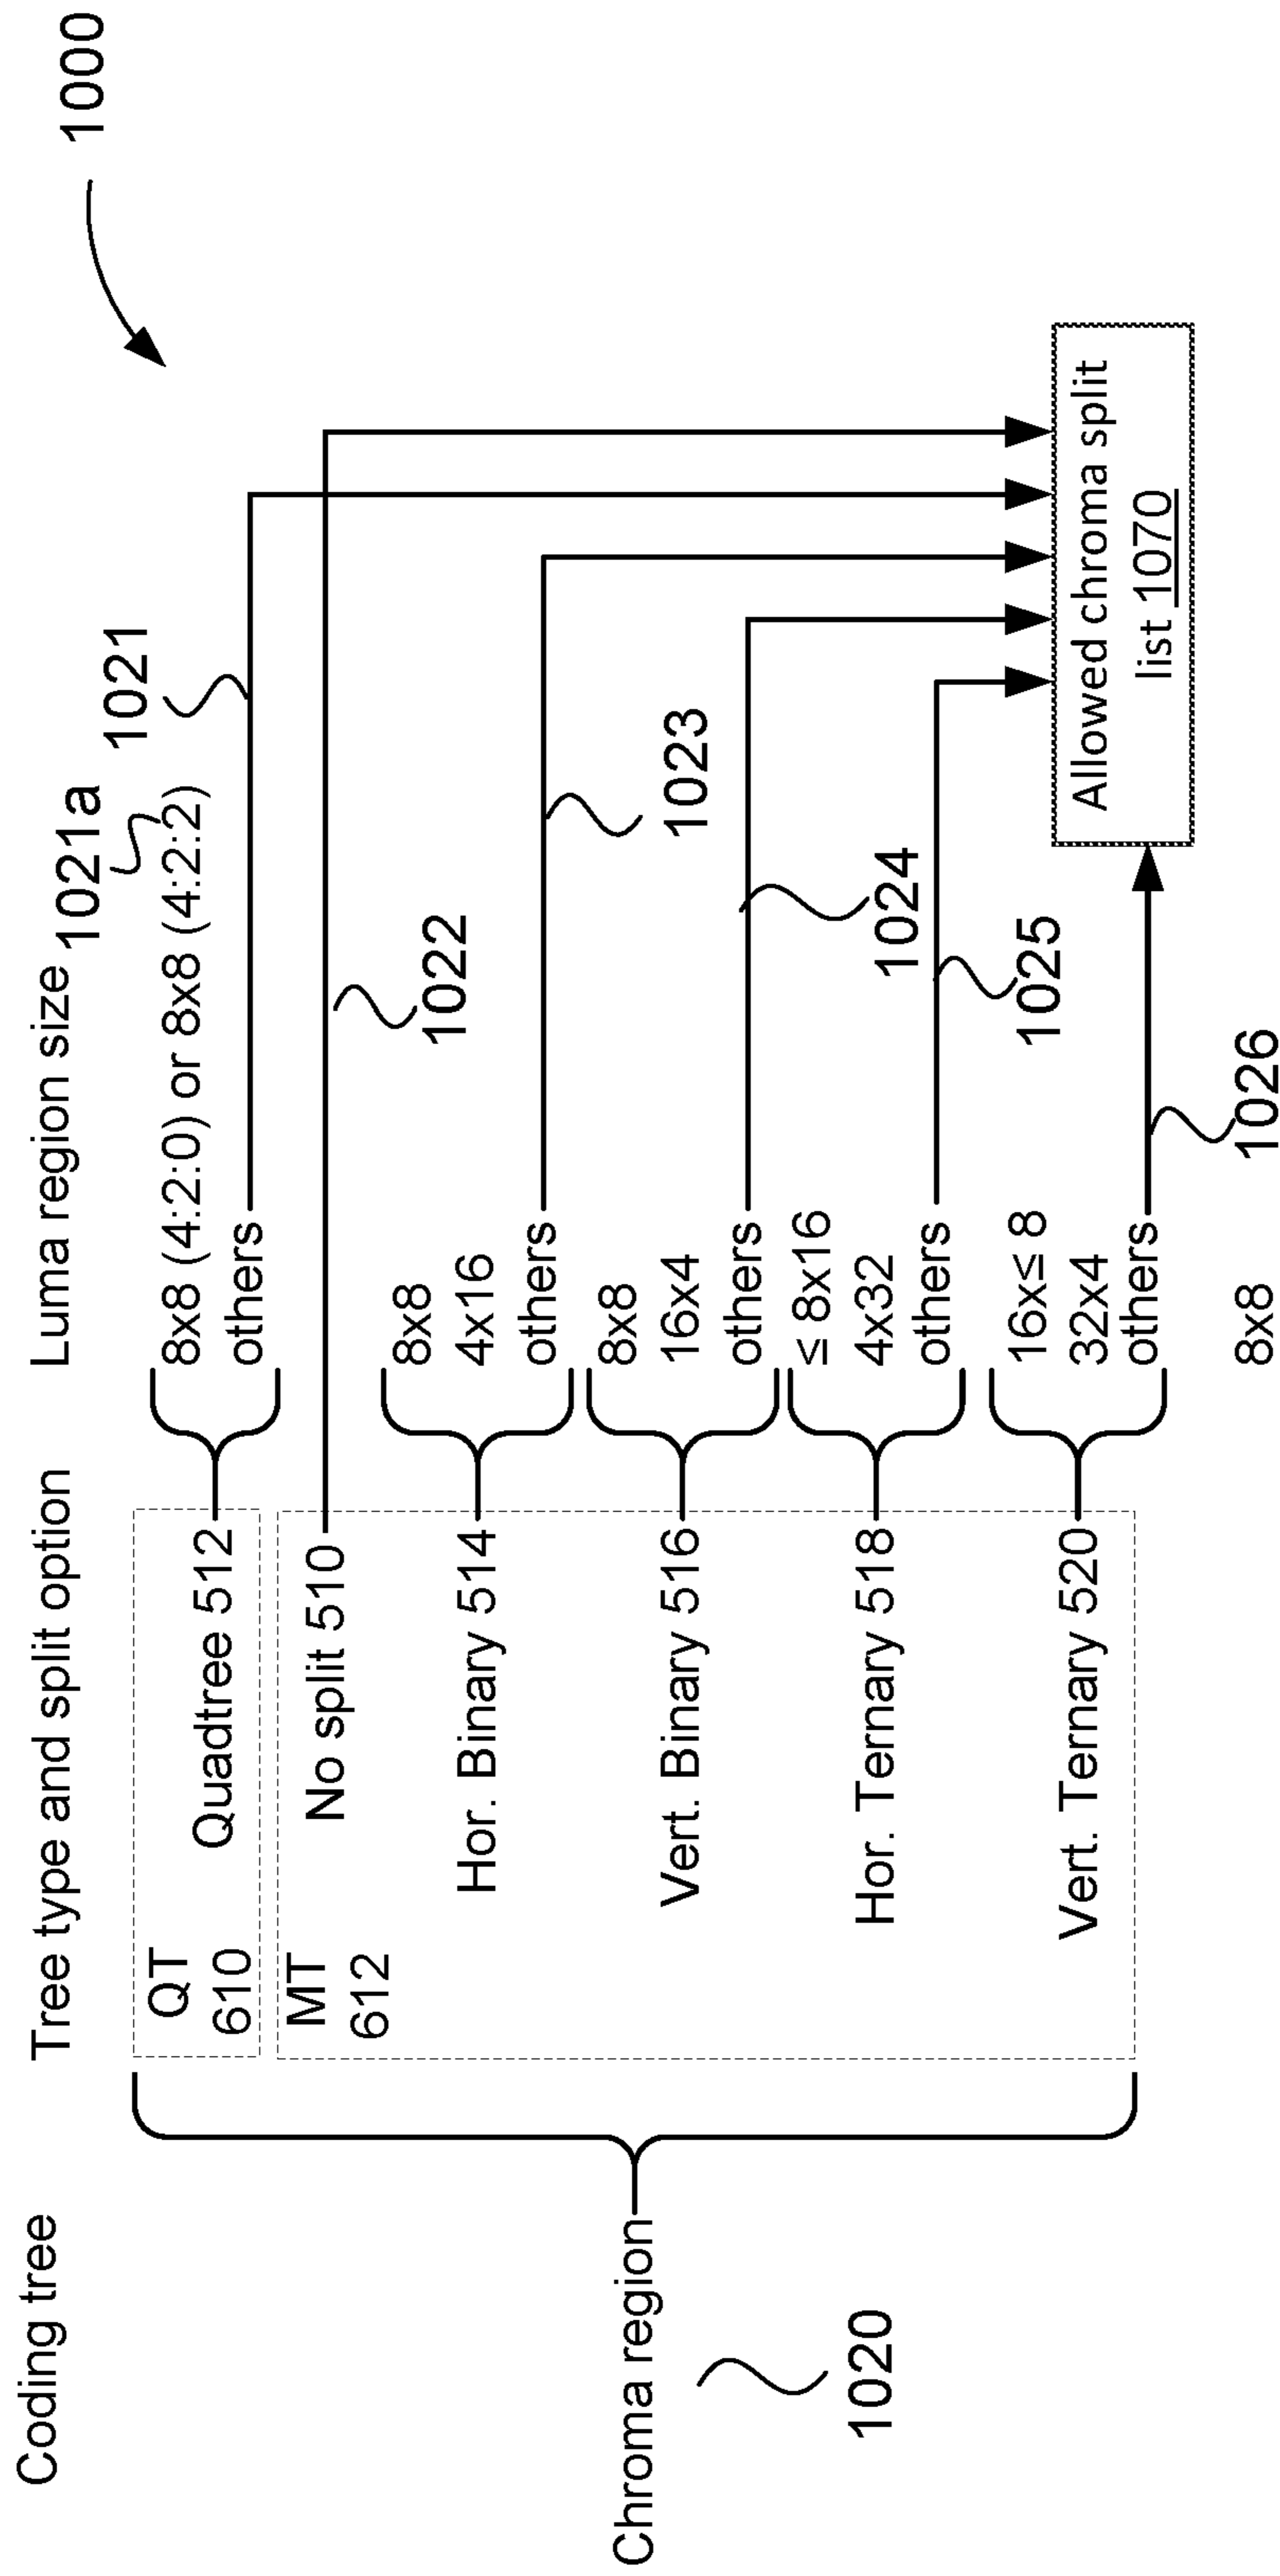 1000
Coding tree
Tree type and split option
Luma region size
1021a
1021
QT
610
Quadtree 512
8x8 (4:2:0) or 8x8 (4:2:2)
others
MT
612
No split 510
1022
Hor. Binary 514
8x8
4x16
others
1023
Chroma region
1020
Vert. Binary 516
8x8
16x4
others
1024
Hor. Ternary 518
≤ 8x16
4x32
others
1025
Vert. Ternary 520
16x≤ 8
32x4
others
1026
Allowed chroma split
list 1070
8x8